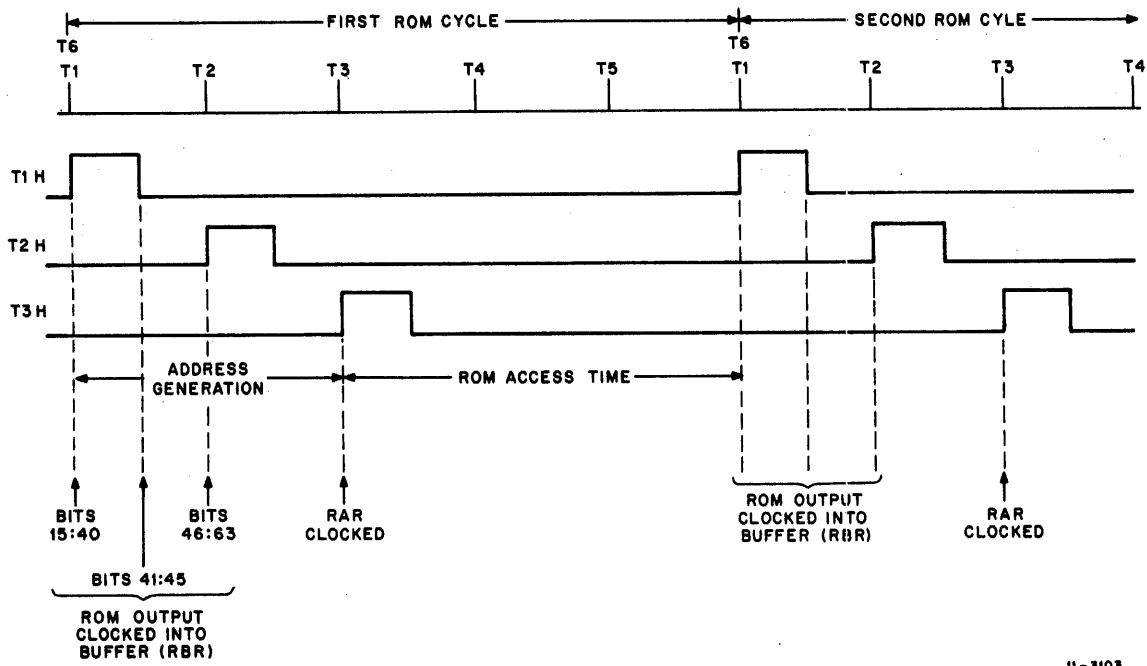 FIRST ROM CYCLE
SECOND ROM CYLE
T6
T6
T1
T2
T3
T4
T5
T1
T2
T3
T4
T1 H
T2 H
T3 H
ADDRESS
GENERATION
ROM ACCESS TIME
BITS
15:40
BITS
46:63
RAR
CLOCKED
ROM OUTPUT
CLOCKED INTO
BUFFER (RBR)
RAR
CLOCKED
BITS 41:45
ROM OUTPUT
CLOCKED INTO
BUFFER (RBR)
11-3103